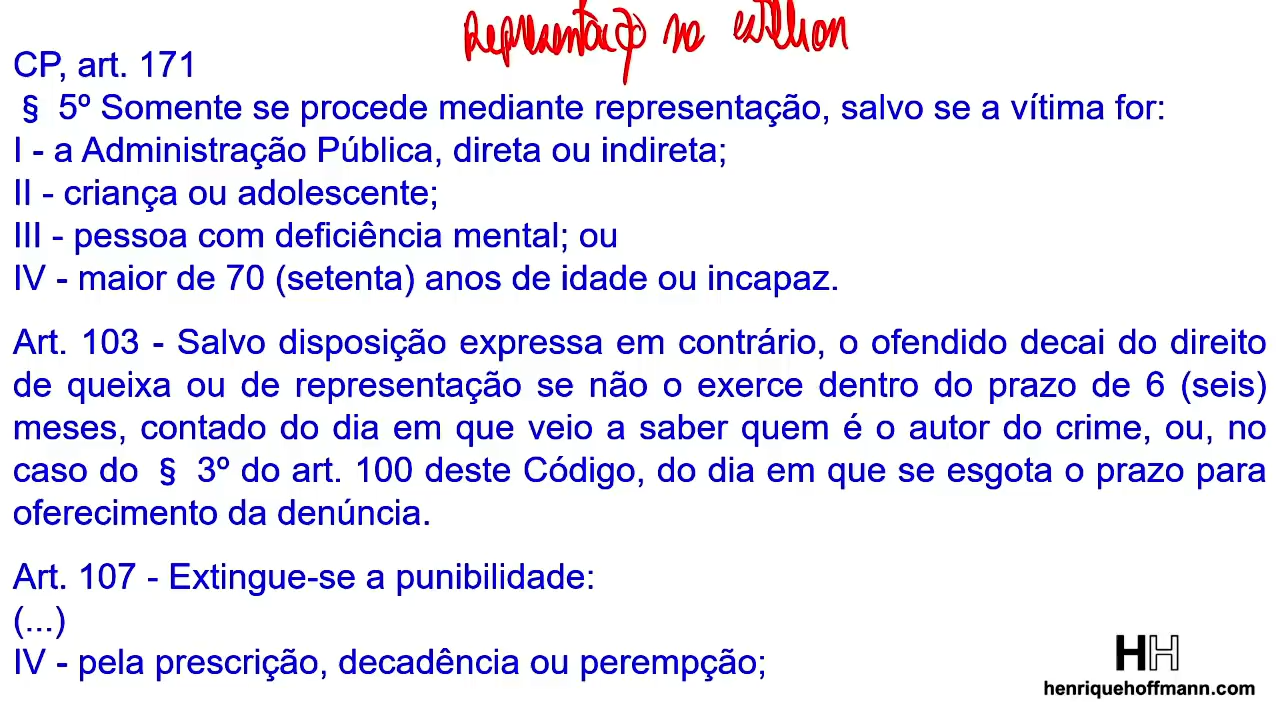 Representação no estelion
CP, art. 171
§ 5º Somente se procede mediante representação, salvo se a vítima for:
I - a Administração Pública, direta ou indireta;
II - criança ou adolescente;
III - pessoa com deficiência mental; ou
IV - maior de 70 (setenta) anos de idade ou incapaz.
Art. 103 - Salvo disposição expressa em contrário, o ofendido decai do direito
de queixa ou de representação se não o exerce dentro do prazo de 6 (seis)
meses, contado do dia em que veio a saber quem é o autor do crime, ou, no
caso do § 3º do art. 100 deste Código, do dia em que se esgota o prazo para
oferecimento da denúncia.
Art. 107 - Extingue-se a punibilidade:
(...)
IV - pela prescrição, decadência ou perempção;
HH
henriquehoffmann.com